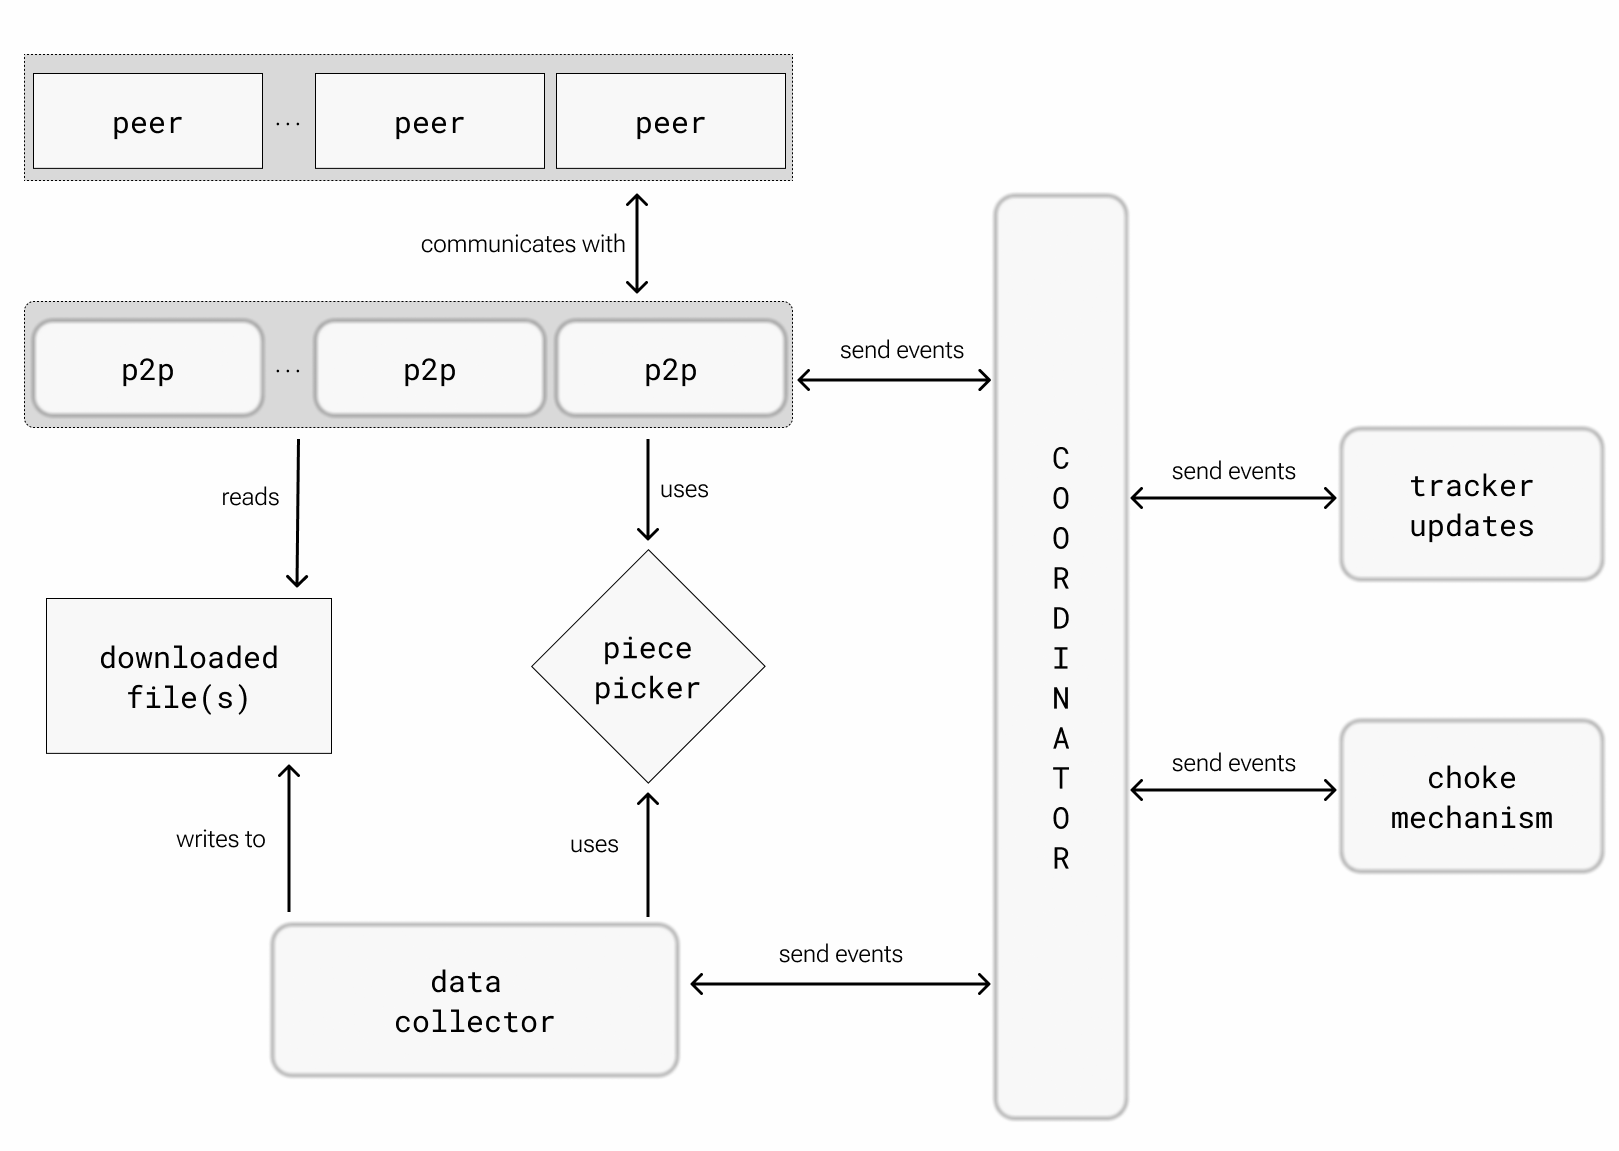 peer
...
peer
peer
communicates with
p2p
...
p2p
p2p
send events
reads
uses
downloaded
file(s)
piece
picker
writes to
uses
data
collector
send events
C
O
O
R
D
I
N
A
T
O
R
send events
tracker
updates
send events
choke
mechanism